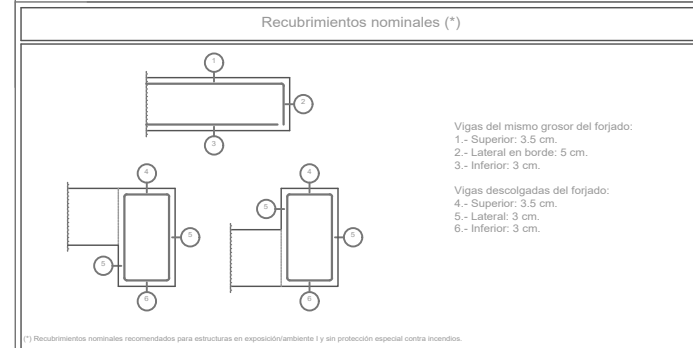 Recubrimientos nominales (*)
1
2
3
Vigas del mismo grosor del forjado:
1.- Superior: 3.5 cm.
2.- Lateral en borde: 5 cm.
3.- Inferior: 3 cm.
Vigas descolgadas del forjado:
4.- Superior: 3.5 cm.
5.- Lateral: 3 cm.
6.- Inferior: 3 cm.
4
4
5
5
5
5
6
6
(*) Recubrimientos nominales recomendados para estructuras en exposición/ambiente I y sin protección especial contra incendios.